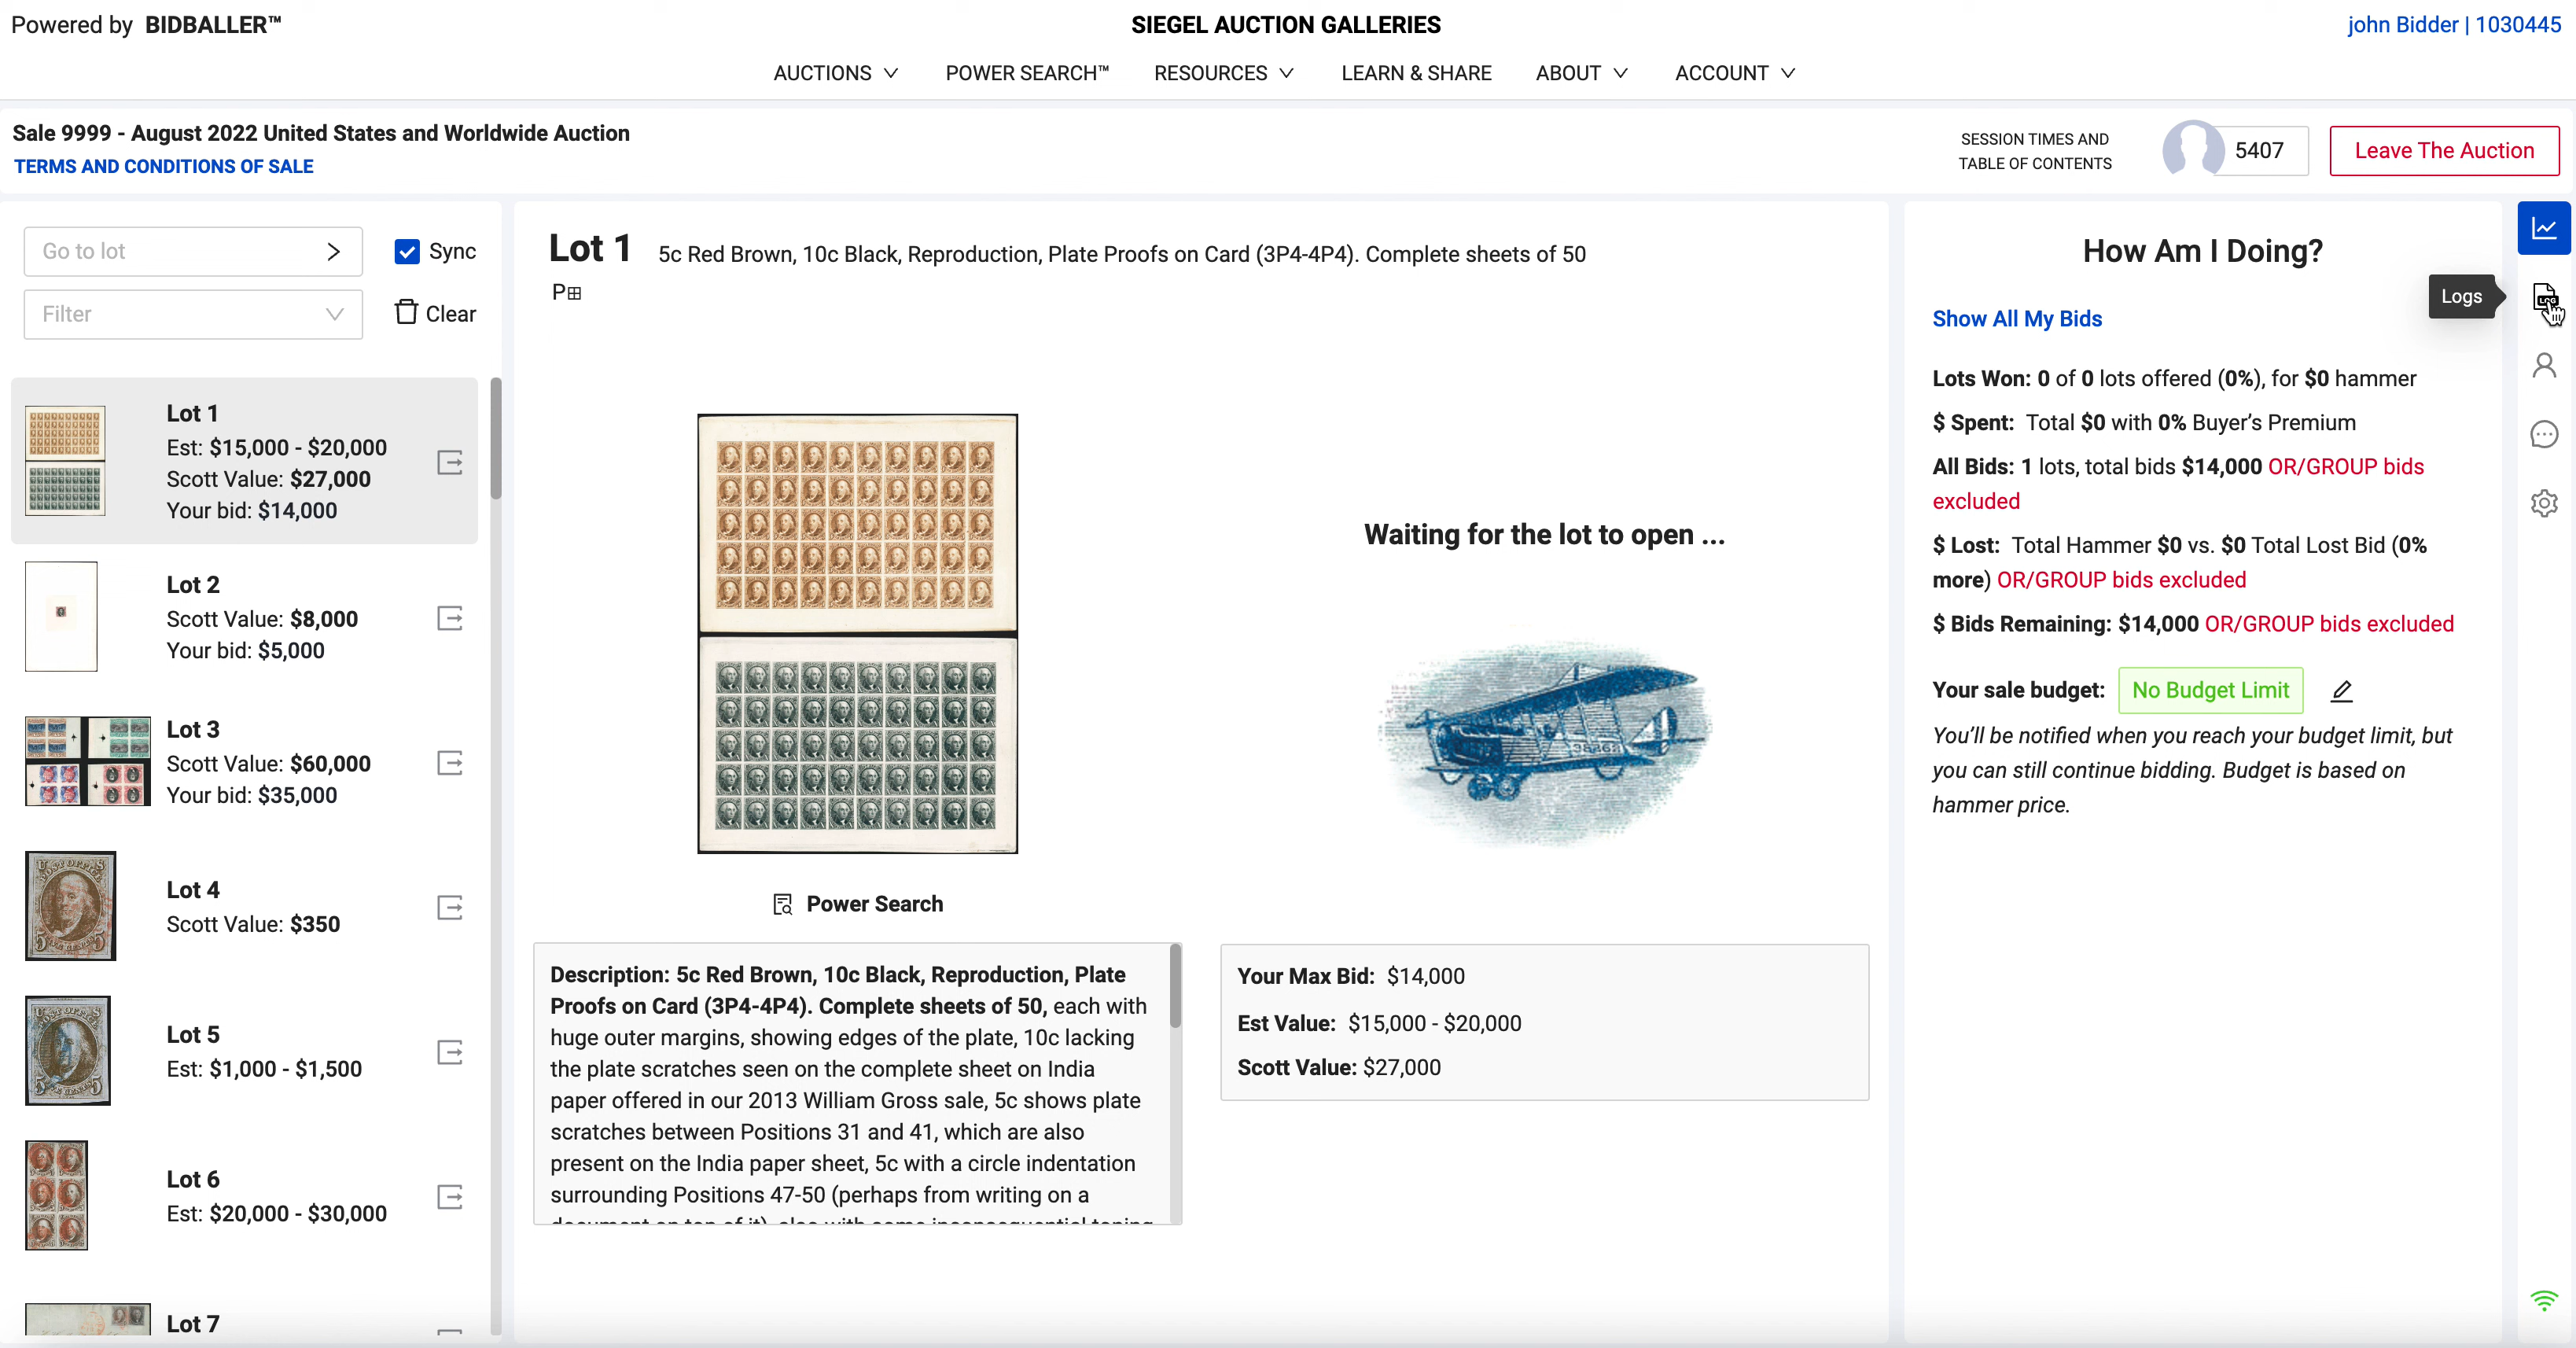 Powered by BIDBALLER™
SIEGEL AUCTION GALLERIES
john Bidder | 1030445
AUCTIONS
POWER SEARCH™
RESOURCES
LEARN & SHARE
ABOUT
ACCOUNT
Sale 9999 - August 2022 United States and Worldwide Auction
TERMS AND CONDITIONS OF SALE
SESSION TIMES AND
TABLE OF CONTENTS
5407
Leave The Auction
Go to lot
Sync
Filter
Clear
Lot 1
Est: $15,000 - $20,000
Scott Value: $27,000
Your bid: $14,000
Lot 2
Scott Value: $8,000
Your bid: $5,000
Lot 3
Scott Value: $60,000
Your bid: $35,000
Lot 4
Scott Value: $350
Lot 5
Est: $1,000 - $1,500
Lot 6
Est: $20,000 - $30,000
Lot 7
Lot 1 5c Red Brown, 10c Black, Reproduction, Plate Proofs on Card (3P4-4P4). Complete sheets of 50
P⊞
Waiting for the lot to open ...
38262
Power Search
Description: 5c Red Brown, 10c Black, Reproduction, Plate
Proofs on Card (3P4-4P4). Complete sheets of 50, each with
huge outer margins, showing edges of the plate, 10c lacking
the plate scratches seen on the complete sheet on India
paper offered in our 2013 William Gross sale, 5c shows plate
scratches between Positions 31 and 41, which are also
present on the India paper sheet, 5c with a circle indentation
surrounding Positions 47-50 (perhaps from writing on a
document on top of it), also with some inconsequential toning
Your Max Bid: $14,000
Est Value: $15,000 - $20,000
Scott Value: $27,000
How Am I Doing?
Logs
LOG
Show All My Bids
Lots Won: 0 of 0 lots offered (0%), for $0 hammer
$ Spent: Total $0 with 0% Buyer's Premium
All Bids: 1 lots, total bids $14,000 OR/GROUP bids
excluded
$ Lost: Total Hammer $0 vs. $0 Total Lost Bid (0%
more) OR/GROUP bids excluded
$ Bids Remaining: $14,000 OR/GROUP bids excluded
Your sale budget: No Budget Limit
You'll be notified when you reach your budget limit, but
you can still continue bidding. Budget is based on
hammer price.